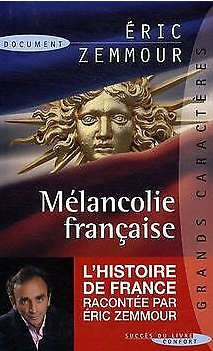 DOCUMENT
ÉRIC
ZEMMOUR
GRANDS CARACTÈRES
Mélancolie
française
L'HISTOIRE
DE FRANCE
RACONTÉE PAR
ÉRIC ZEMMOUR
SUCCÈS DU LIVRE
CONFORT